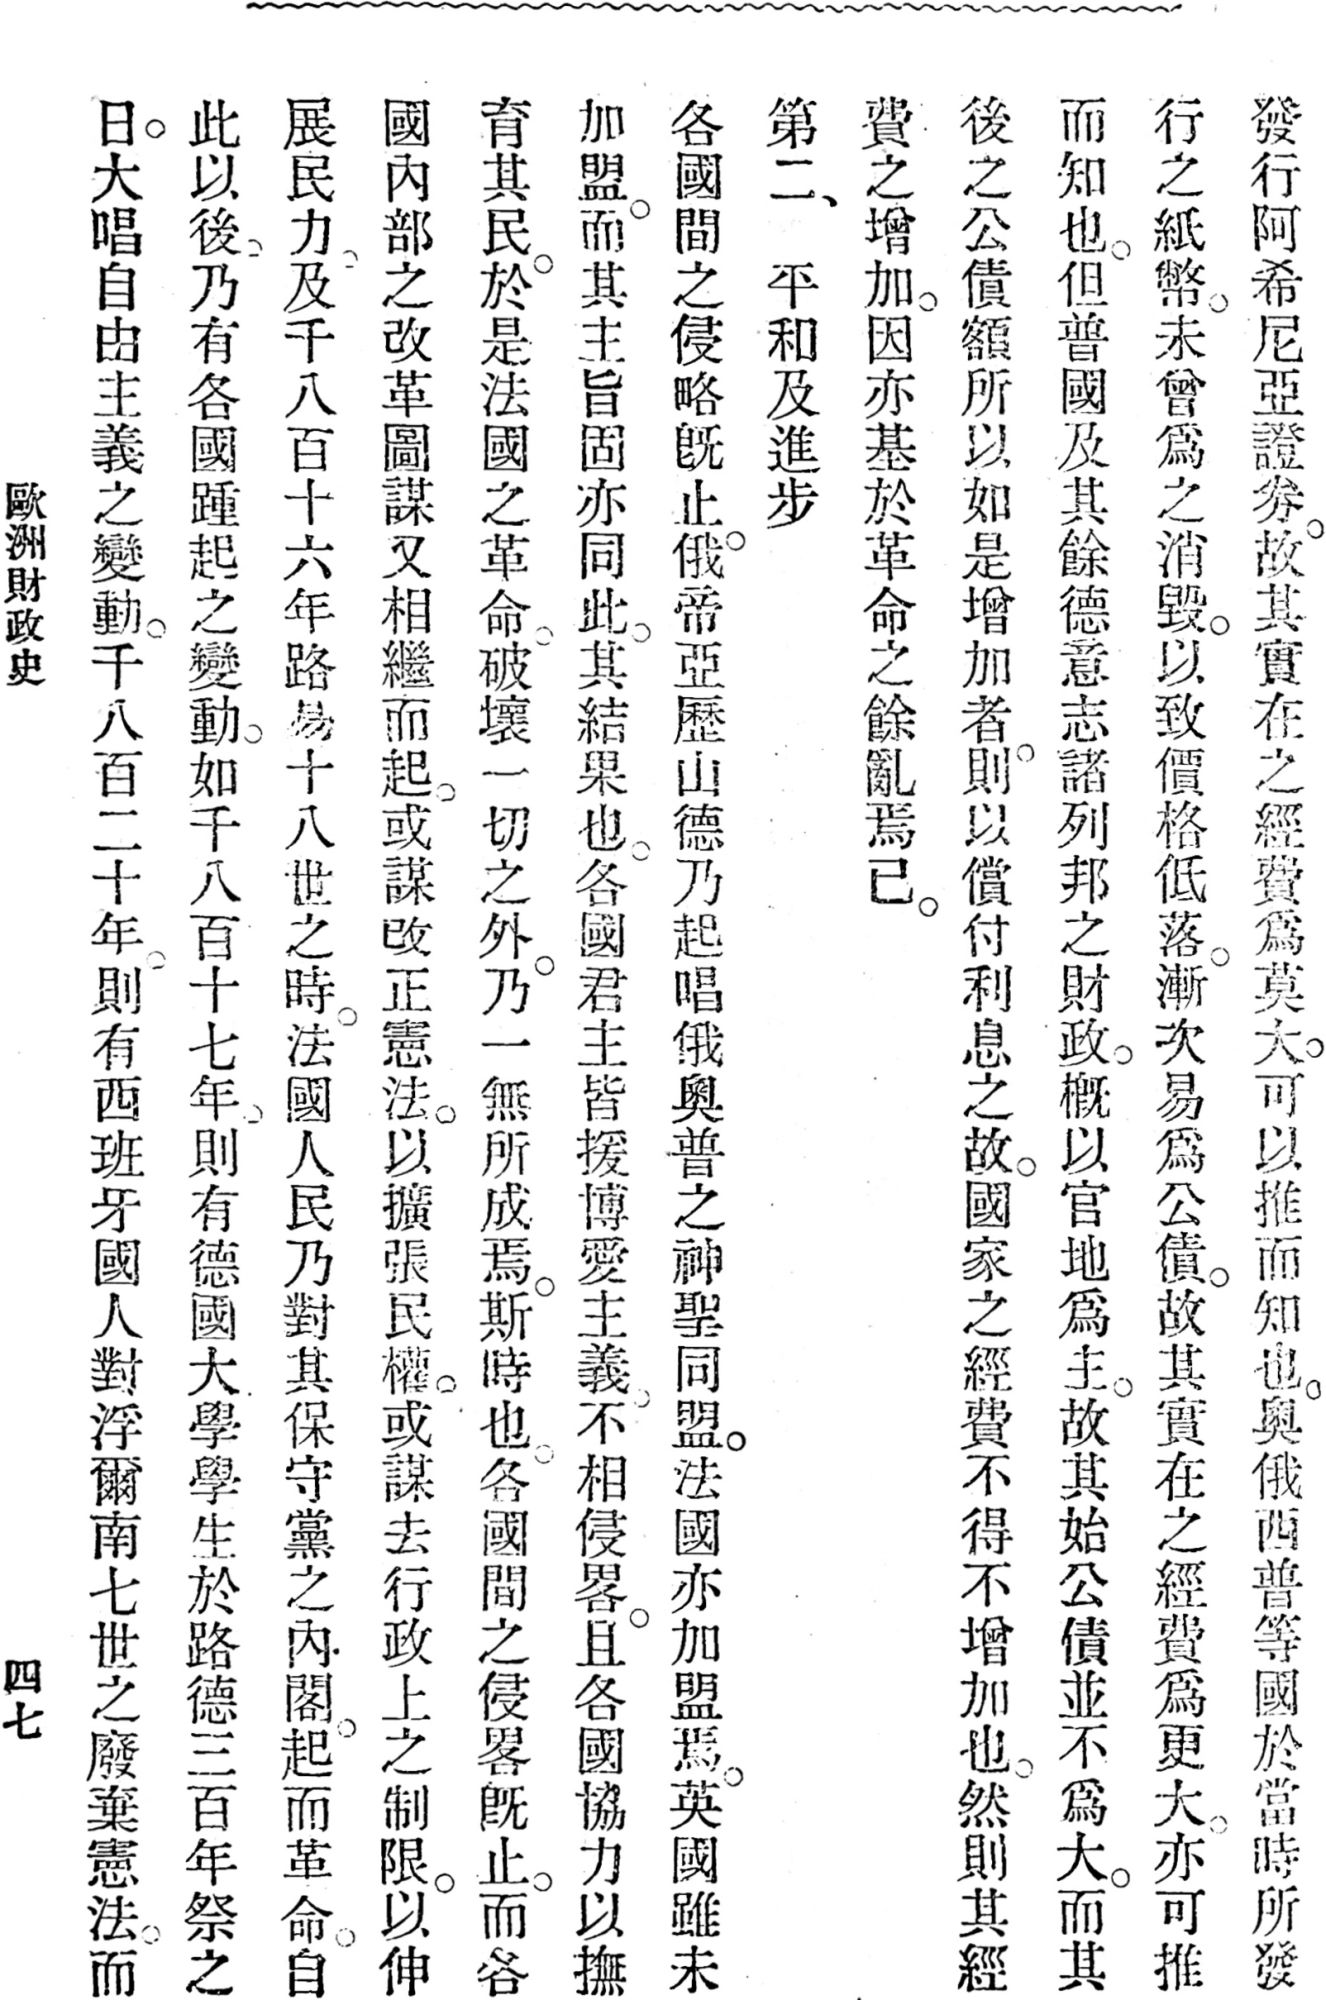 發行阿希尼亞證券。故其實在之經費爲莫大。可以推而知也。奧俄西普等國於當時所發
行之紙幣。未曾爲之消毀。以致價格低落。漸次易爲公債。故其實在之經費爲更大。亦可推
而知也。但普國及其餘德意志諸列邦之財政。概以官地爲主。故其始公債並不爲大。而其
後之公債額所以如是增加者。則以償付利息之故。國家之經費不得不增加也。然則其經
費之增加。因亦基於革命之餘亂焉已。
第二、平和及進步
各國間之侵略既止。俄帝亞歷山德乃起唱俄奧普之神聖同盟。法國亦加盟焉。英國雖未
加盟。而其主旨固亦同此。其結果也。各國君主皆援博愛主義。不相侵畧。且各國協力以撫
育其民。於是法國之革命。破壞一切之外。乃一無所成焉。斯時也。各國間之侵畧既止。而各
國內部之改革圖謀又相繼而起。或謀改正憲法。以擴張民權。或謀去行政上之制限。以伸
展民力。及千八百十六年路易十八世之時。法國人民乃對其保守黨之內閣。起而革命。自
此以後。乃有各國踵起之變動。如千八百十七年。則有德國大學學生於路德三百年祭之
日。大唱自由主義之變動。千八百二十年。則有西班牙國人對浮爾南七世之廢棄憲法。而
歐洲財政史
四七